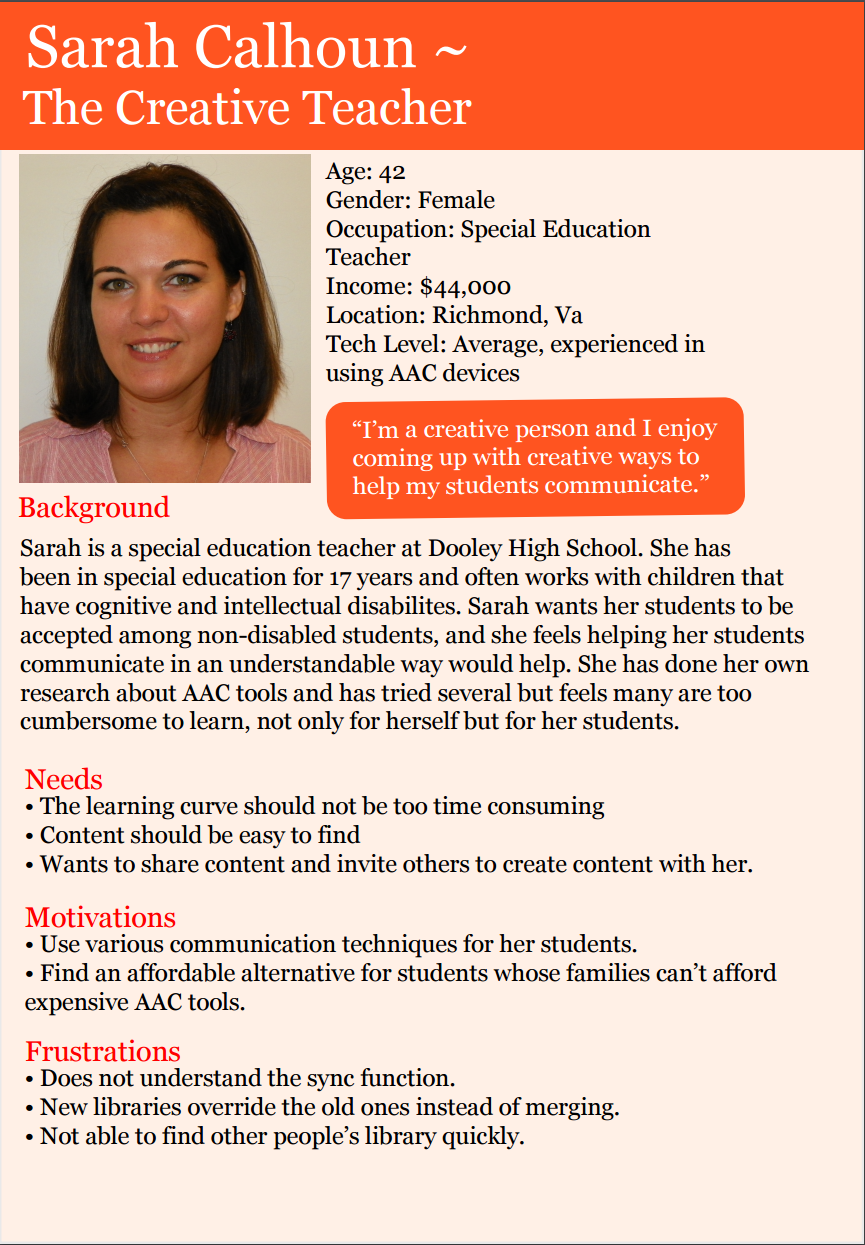 Sarah Calhoun ~
The Creative Teacher
Age: 42
Gender: Female
Occupation: Special Education
Teacher
Income: $44,000
Location: Richmond, Va
Tech Level: Average, experienced in
using AAC devices
“I’m a creative person and I enjoy
coming up with creative ways to
help my students communicate.”
Background
Sarah is a special education teacher at Dooley High School. She has
been in special education for 17 years and often works with children that
have cognitive and intellectual disabilites. Sarah wants her students to be
accepted among non-disabled students, and she feels helping her students
communicate in an understandable way would help. She has done her own
research about AAC tools and has tried several but feels many are too
cumbersome to learn, not only for herself but for her students.
Needs
• The learning curve should not be too time consuming
• Content should be easy to find
• Wants to share content and invite others to create content with her.
Motivations
• Use various communication techniques for her students.
• Find an affordable alternative for students whose families can’t afford
expensive AAC tools.
Frustrations
• Does not understand the sync function.
• New libraries override the old ones instead of merging.
• Not able to find other people’s library quickly.